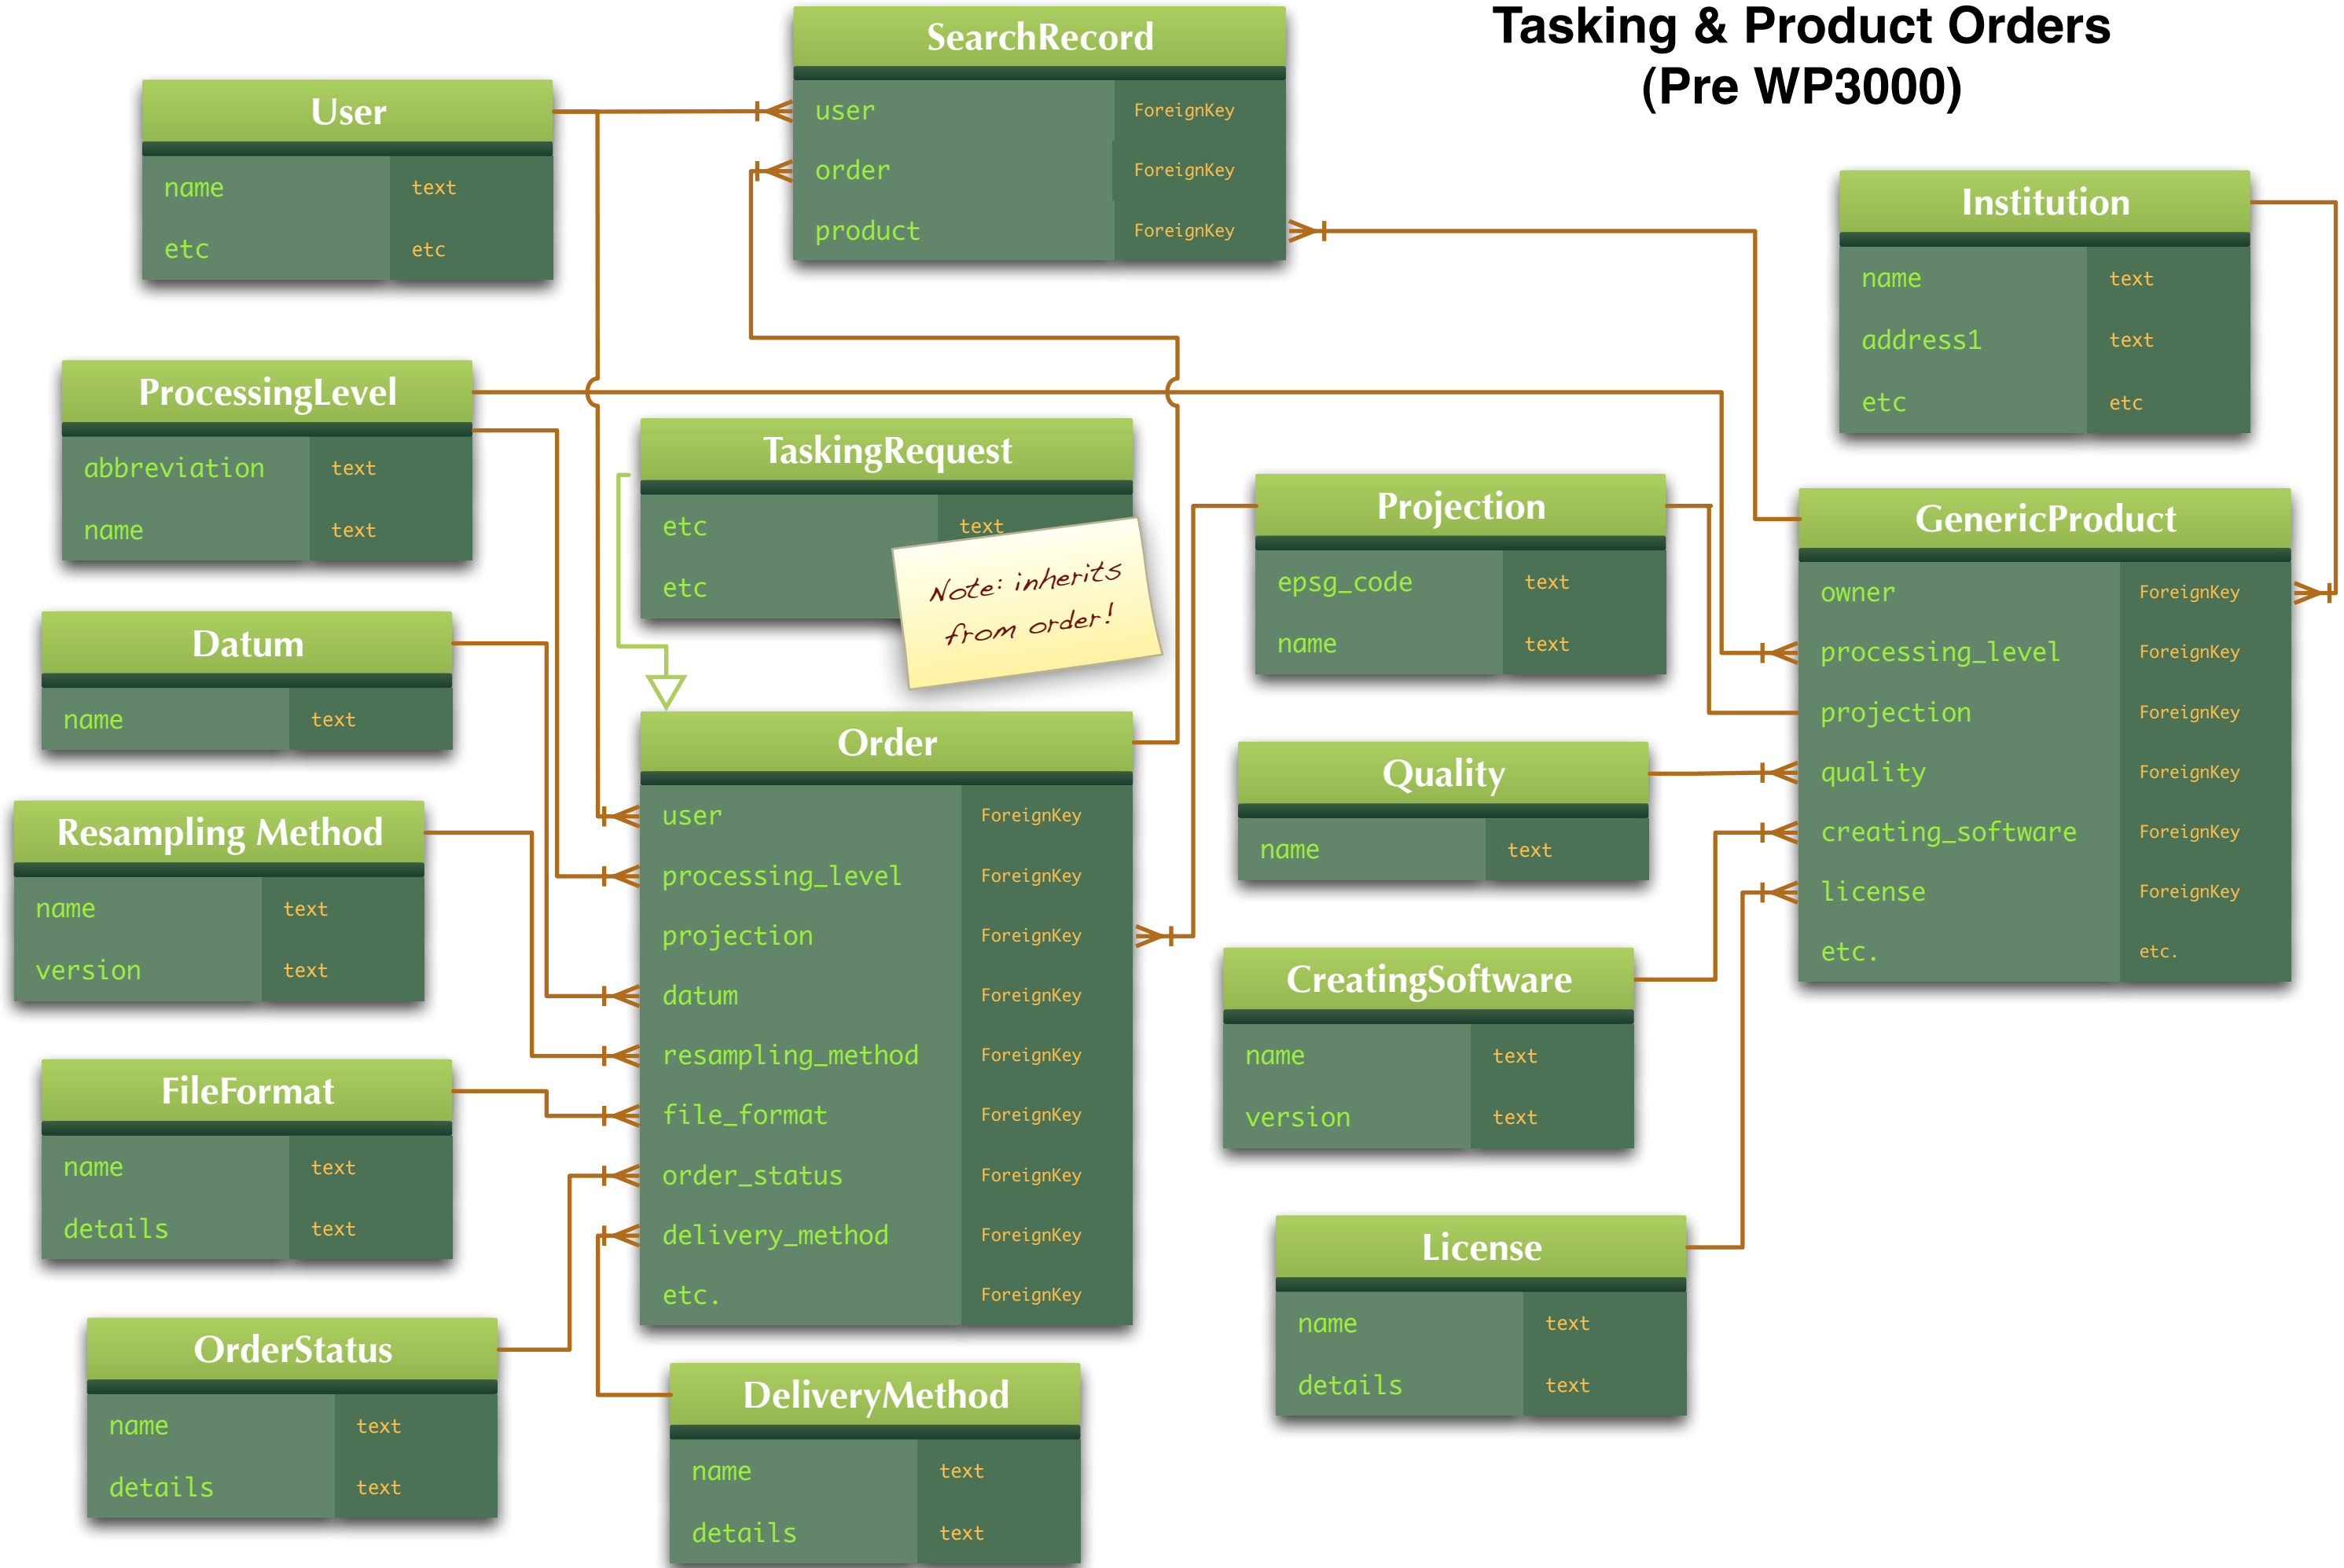 Tasking & Product Orders
(Pre WP3000)
SearchRecord
user ForeignKey
order ForeignKey
product ForeignKey
User
name text
etc etc
Institution
name text
address1 text
etc etc
ProcessingLevel
abbreviation text
name text
TaskingRequest
etc text
etc
Note: inherits
from order!
Projection
epsg_code text
name text
GenericProduct
owner ForeignKey
processing_level ForeignKey
projection ForeignKey
quality ForeignKey
creating_software ForeignKey
license ForeignKey
etc. etc.
Datum
name text
Order
user ForeignKey
processing_level ForeignKey
projection ForeignKey
datum ForeignKey
resampling_method ForeignKey
file_format ForeignKey
order_status ForeignKey
delivery_method ForeignKey
etc. ForeignKey
Quality
name text
Resampling Method
name text
version text
CreatingSoftware
name text
version text
FileFormat
name text
details text
License
name text
details text
OrderStatus
name text
details text
DeliveryMethod
name text
details text